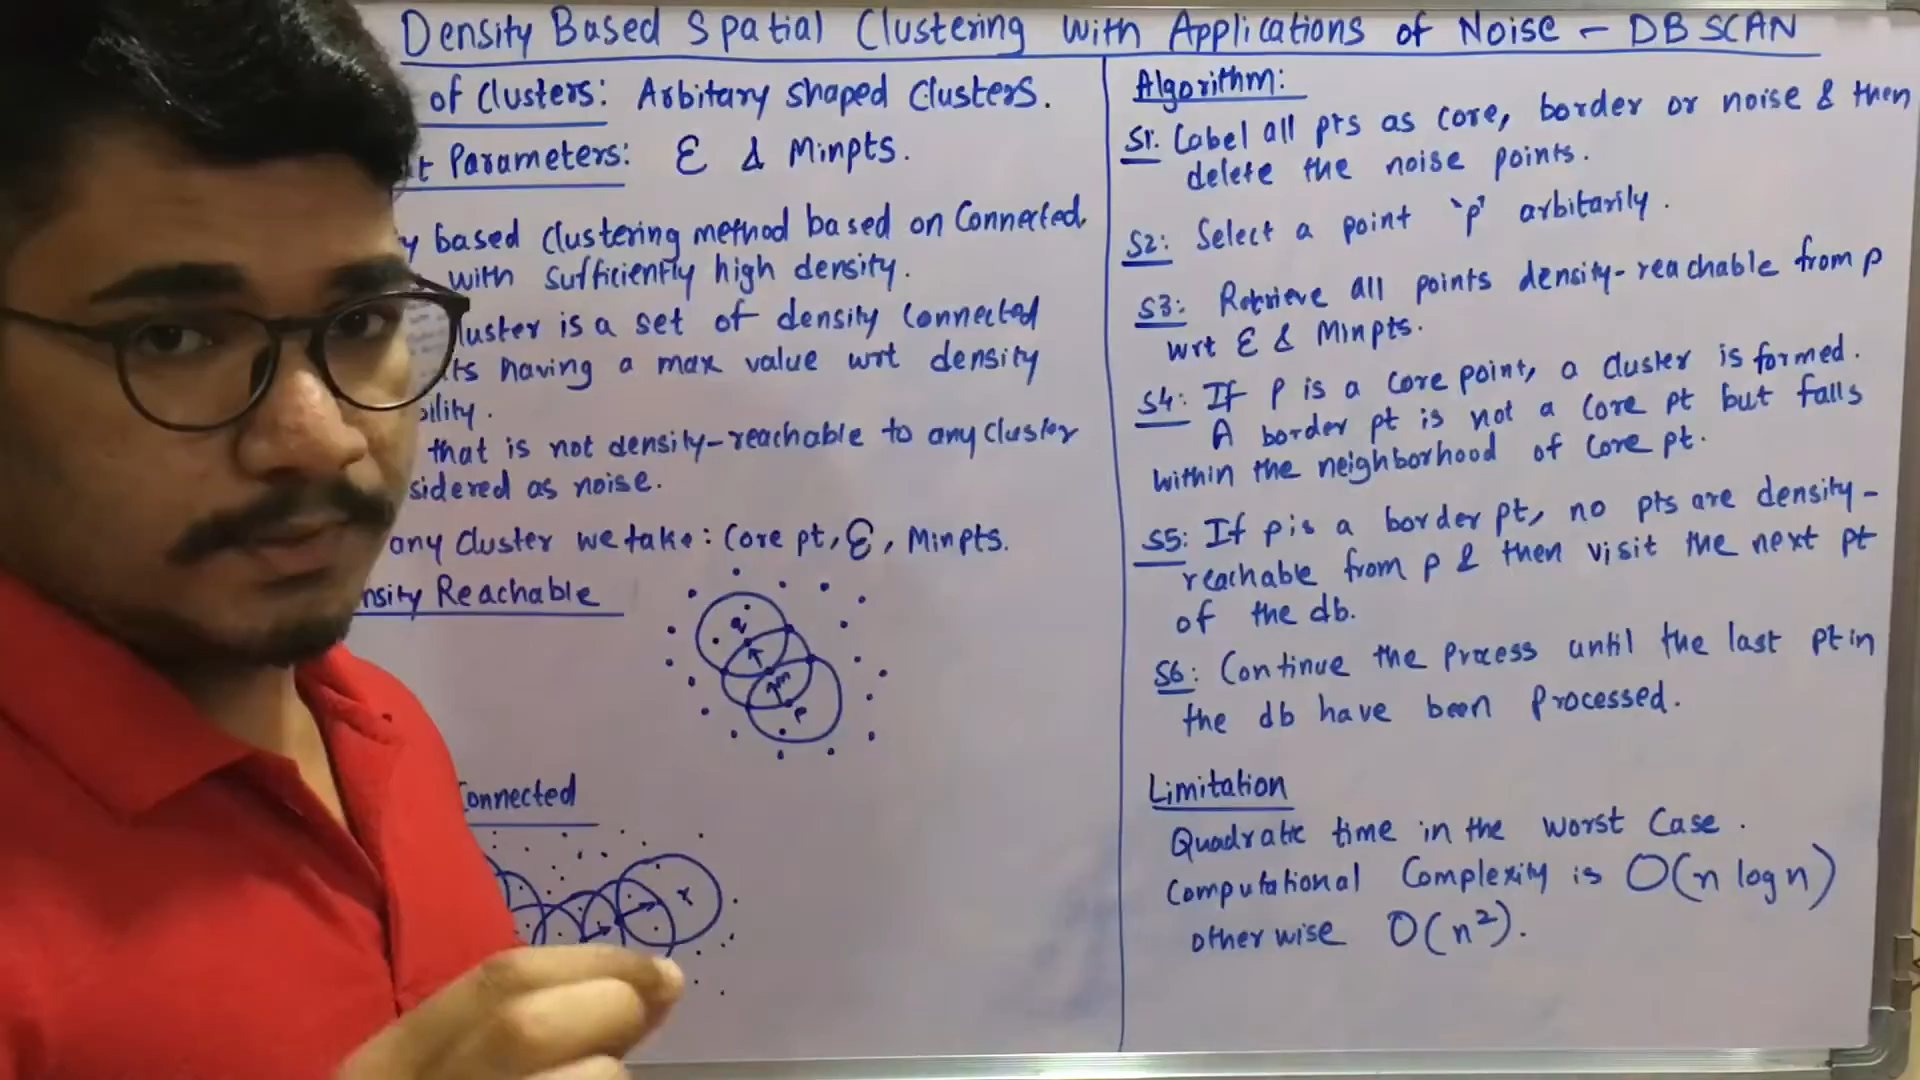 Density Based Spatial Clustering with Applications of Noise - DBSCAN
of Clusters: Arbitary shaped Clusters.
Parameters: ε & Minpts.
based clustering method based on Connected
with sufficiently high density.
is a set of density Connected
having a max value wrt density
that is not density-reachable to any Cluster
as noise.
any Cluster we take: Core pt, ε, Minpts.
Reachable
q
m
p
Connected
r
Algorithm:
S1: Label all pts as core, border or noise & then
delete the noise points.
S2: Select a point 'p' arbitarily.
S3: Retrieve all points density-reachable from p
wrt ε & Minpts.
S4: If P is a core point, a cluster is formed.
A border pt is not a core pt but falls
within the neighborhood of core pt.
S5: If p is a border pt, no pts are density-
reachable from p & then visit the next pt
of the db.
S6: Continue the process until the last pt in
the db have been processed.
Limitation
Quadratic time in the worst case.
Computational Complexity is O(n log n)
otherwise O(n²).